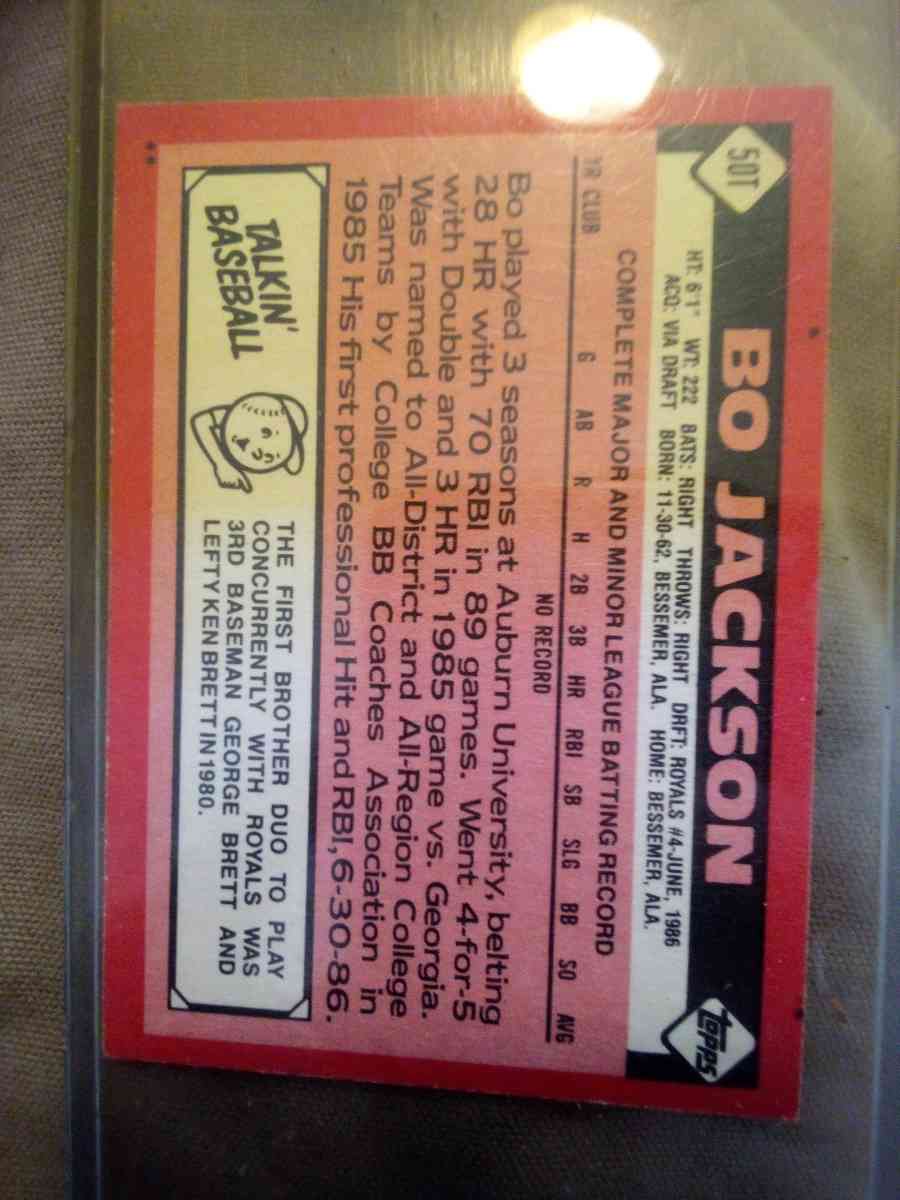 50T
BO JACKSON
topps
HT: 6'1" WT: 222 BATS: RIGHT THROWS: RIGHT DRFT: ROYALS #4-JUNE, 1986
ACQ: VIA DRAFT BORN: 11-30-62, BESSEMER, ALA. HOME: BESSEMER, ALA.
COMPLETE MAJOR AND MINOR LEAGUE BATTING RECORD
YR CLUB G AB R H 2B 3B HR RBI SB SLG BB SO AVG
NO RECORD
Bo played 3 seasons at Auburn University, belting
28 HR with 70 RBI in 89 games. Went 4-for-5
with Double and 3 HR in 1985 game vs. Georgia.
Was named to All-District and All-Region College
Teams by College BB Coaches Association in
1985 His first professional Hit and RBI, 6-30-86.
TALKIN'
BASEBALL
THE FIRST BROTHER DUO TO PLAY
CONCURRENTLY WITH ROYALS WAS
3RD BASEMAN GEORGE BRETT AND
LEFTY KEN BRETT IN 1980.
**